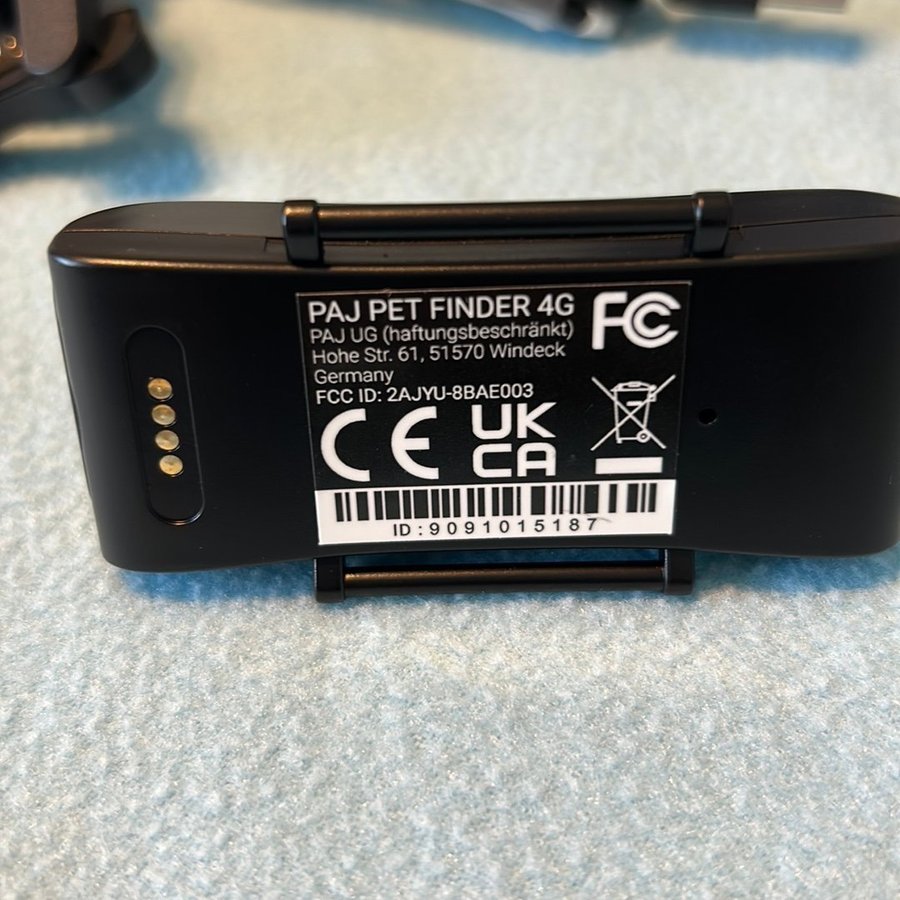 PAJ PET FINDER 4G
PAJ UG (haftungsbeschränkt)
Hohe Str. 61, 51570 Windeck
Germany
FCC ID: 2AJYU-8BAE003
FC
CE
UK
CA
ID:9091015187